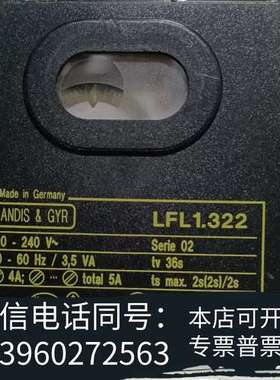 Made in Germany
ANDIS & GYR
LFL1.322
0 - 240 V~
Serie 02
0 - 60 Hz / 3,5 VA
tv 36s
4A;
total 5A
ts max. 2s(2s)/2s
信电话同号：
3960272563
本店可开
专票普票